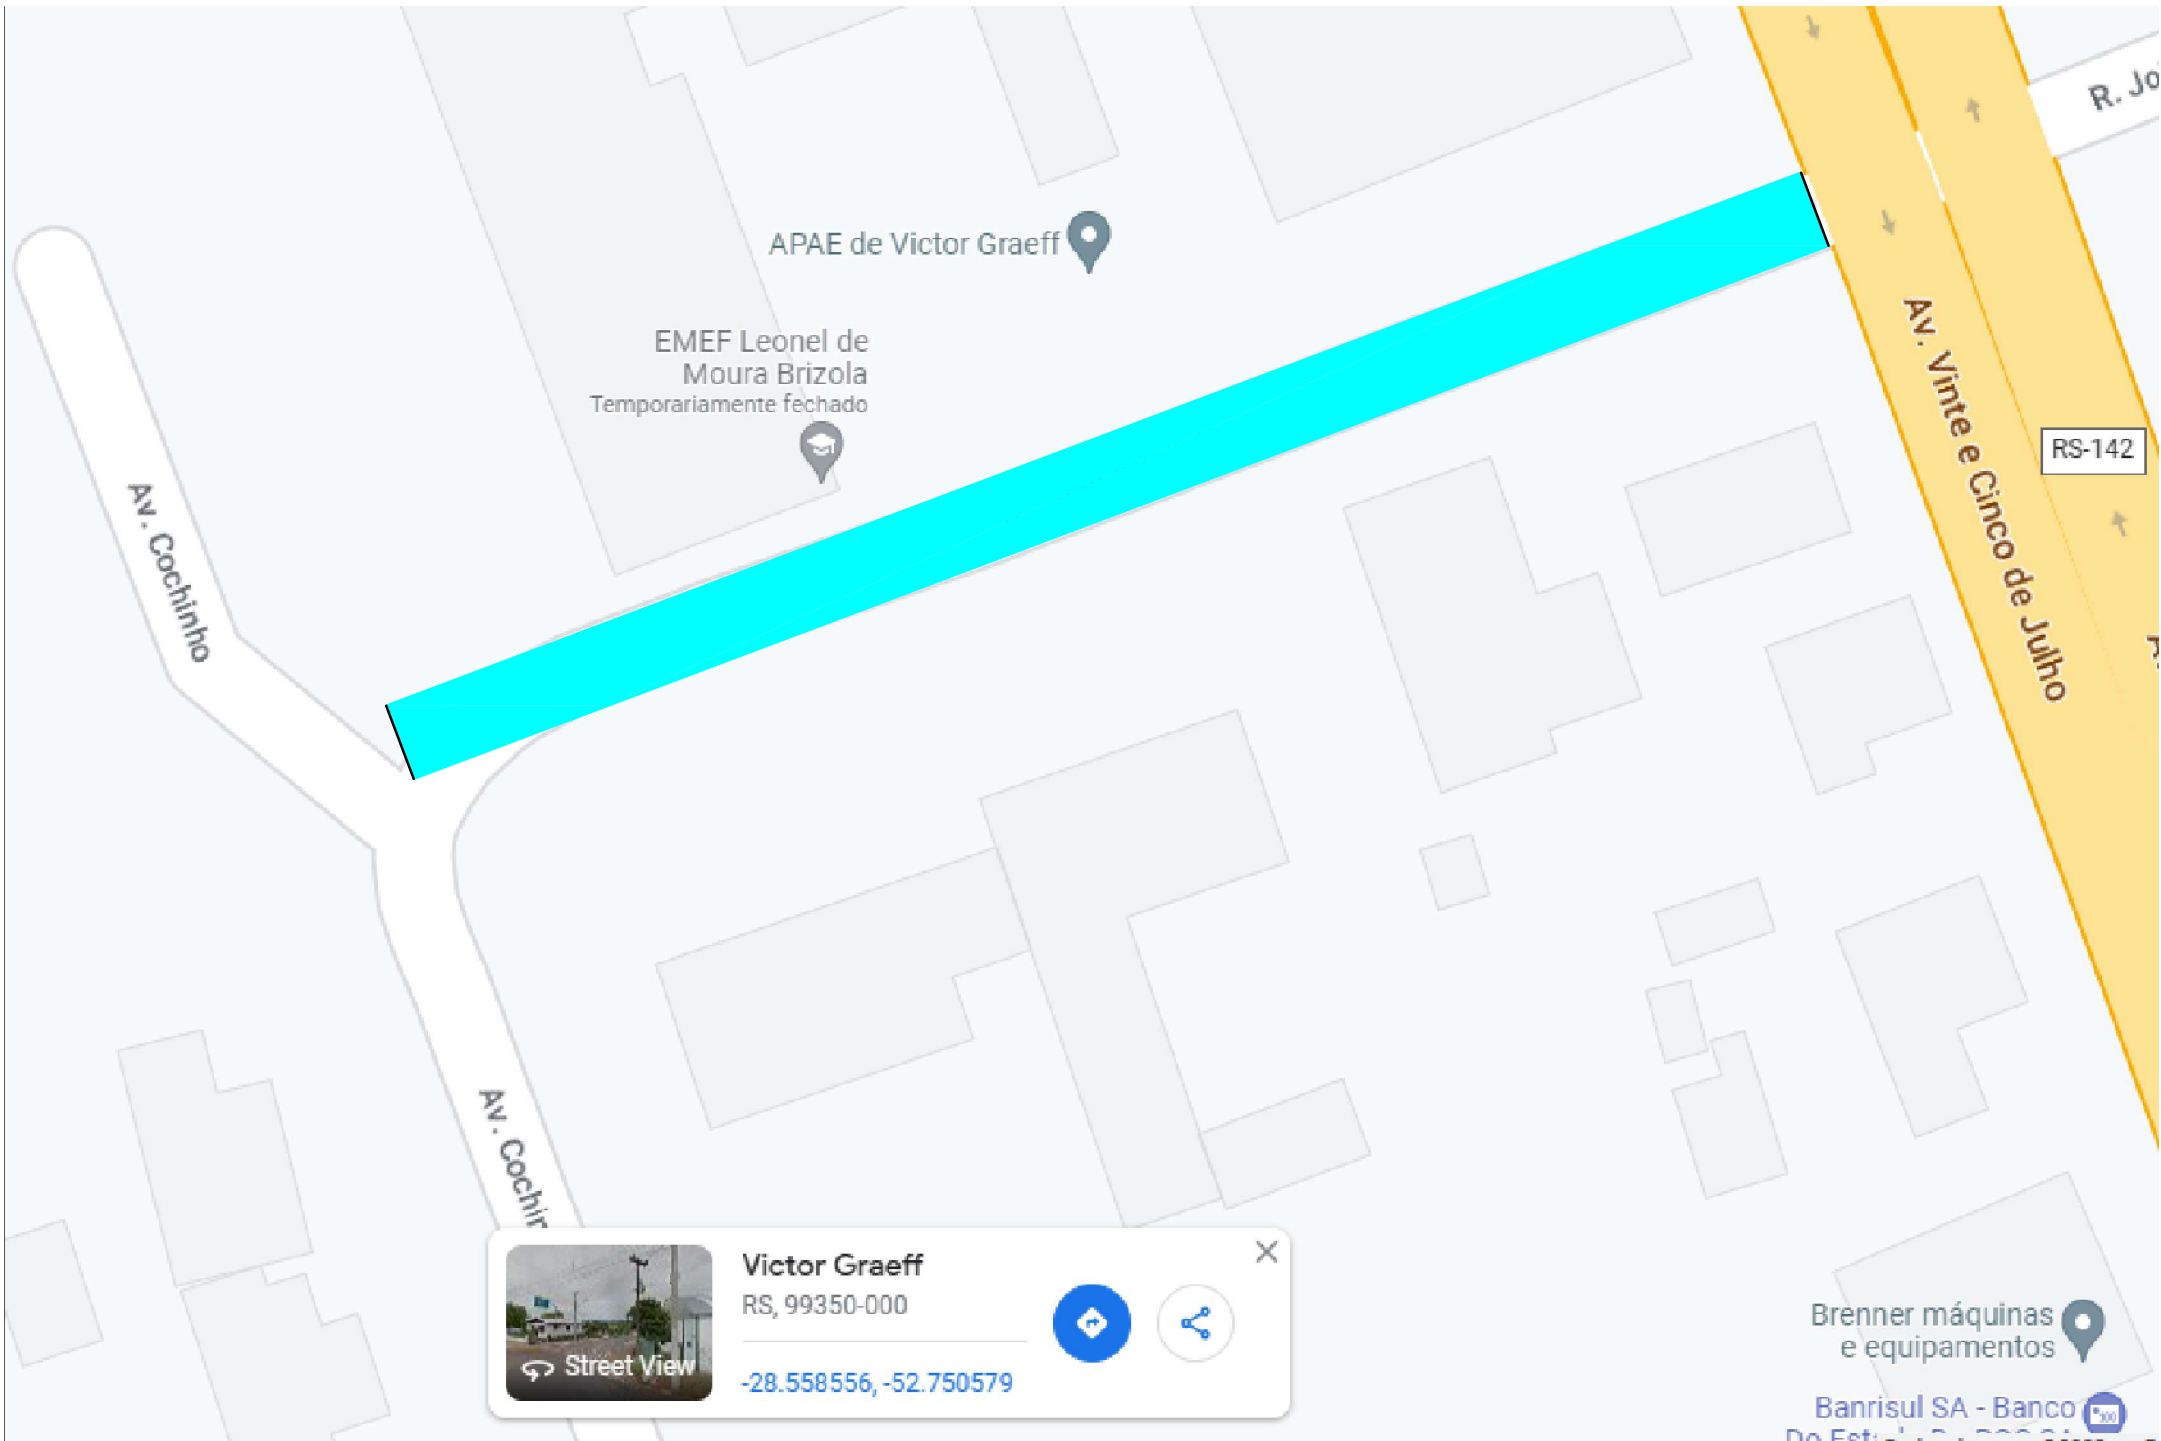 R. Jo
APAE de Victor Graeff
EMEF Leonel de
Moura Brizola
Temporariamente fechado
Av. Vinte e Cinco de Julho
RS-142
Av. Cochinho
Av. Cochin
Victor Graeff
RS, 99350-000
Street View
-28.558556, -52.750579
Brenner máquinas
e equipamentos
Banrisul SA - Banco